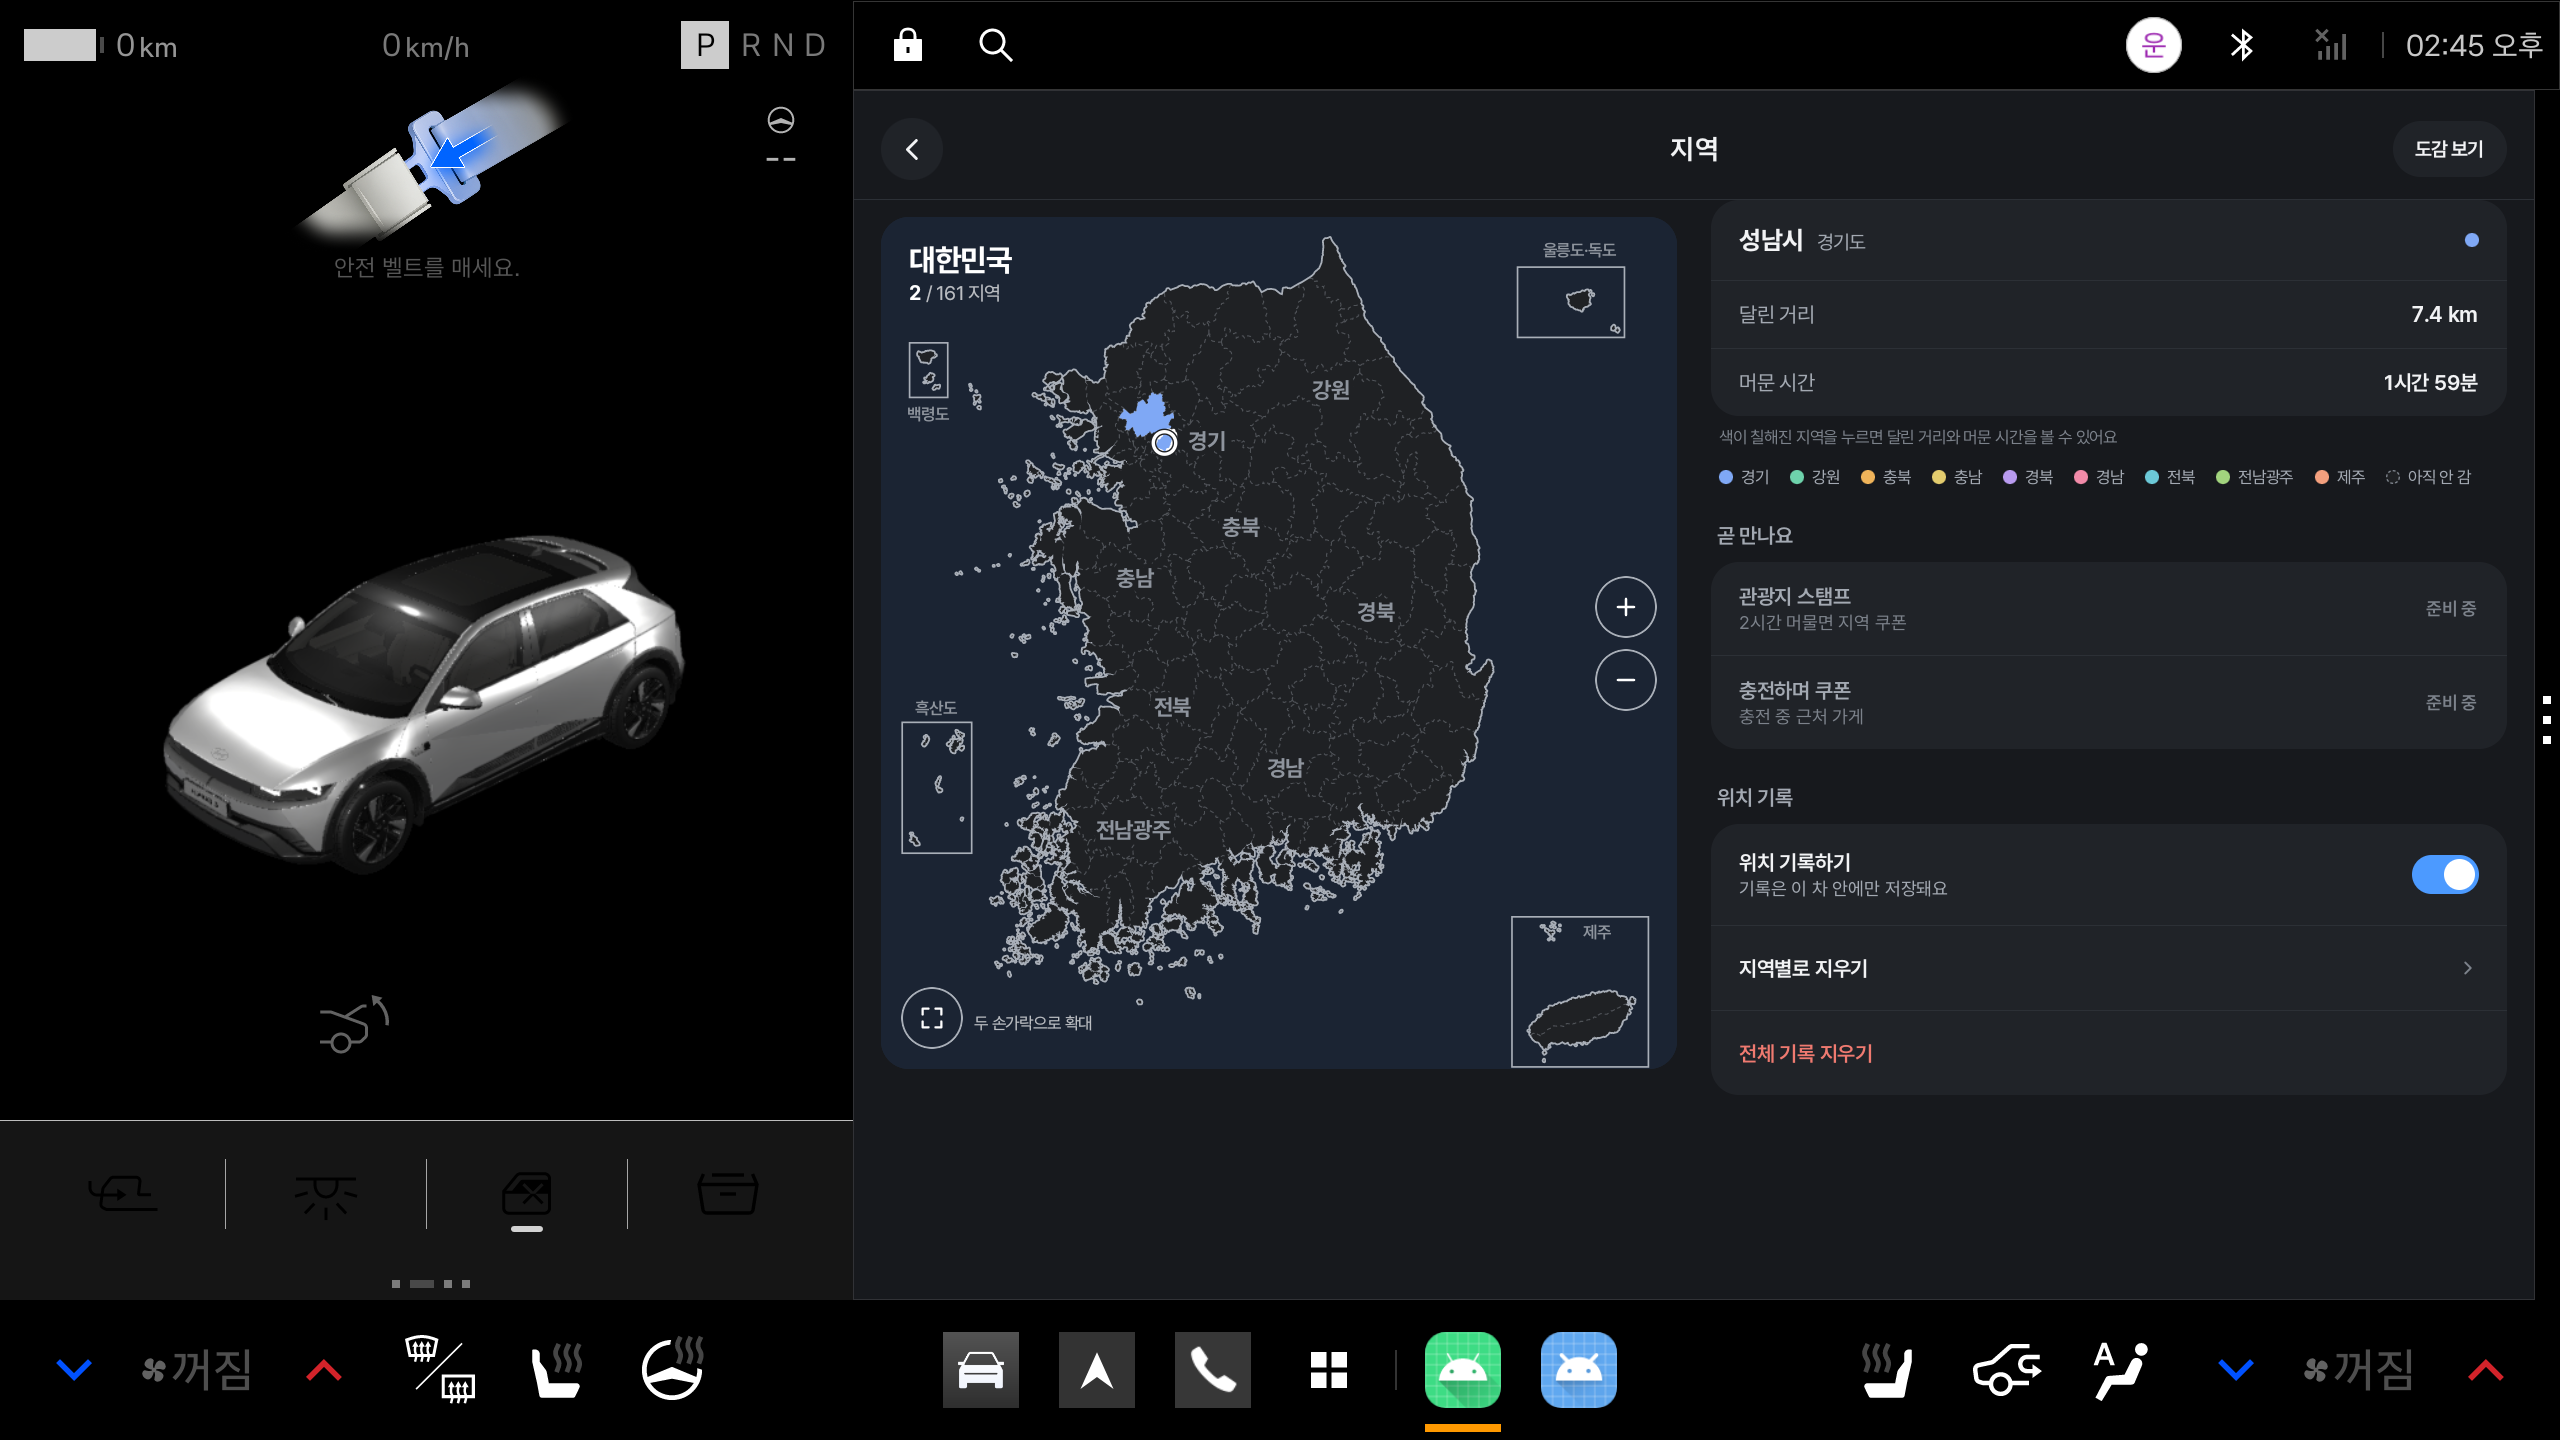 0 km
0 km/h
P R N D
운
02:45 오후
안전 벨트를 매세요.
--
지역
도감 보기
대한민국
2 / 161 지역
울릉도·독도
백령도
강원
경기
충북
충남
경북
흑산도
전북
경남
전남광주
제주
두 손가락으로 확대
성남시 경기도
달린 거리 7.4 km
머문 시간 1시간 59분
색이 칠해진 지역을 누르면 달린 거리와 머문 시간을 볼 수 있어요
경기 강원 충북 충남 경북 경남 전북 전남광주 제주 아직 안 감
곧 만나요
관광지 스탬프
2시간 머물면 지역 쿠폰
준비 중
충전하며 쿠폰
충전 중 근처 가게
준비 중
위치 기록
위치 기록하기
기록은 이 차 안에만 저장돼요
지역별로 지우기
전체 기록 지우기
꺼짐
A
꺼짐